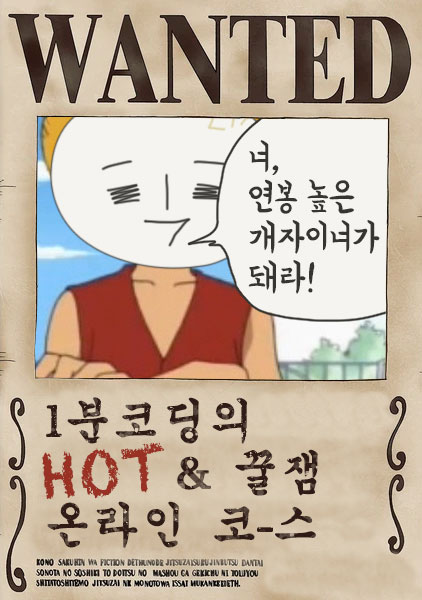 WANTED
너,
연봉 높은
개자이너가
돼라!
1분코딩의
HOT & 꿀잼
온라인 코-스
KONO SAKUHIN WA FICTION DETHUNODE JITSUZAISURUJINBUTSU DANTAI
SONOTA NO SOSHIKI TO DOITSU NO MASHOU GA GEKICHU NI TOUJYOU
SHITATOSHITEMO JITSUZAI NK MONOTOWA ISSAI MUKANKEIDETH.